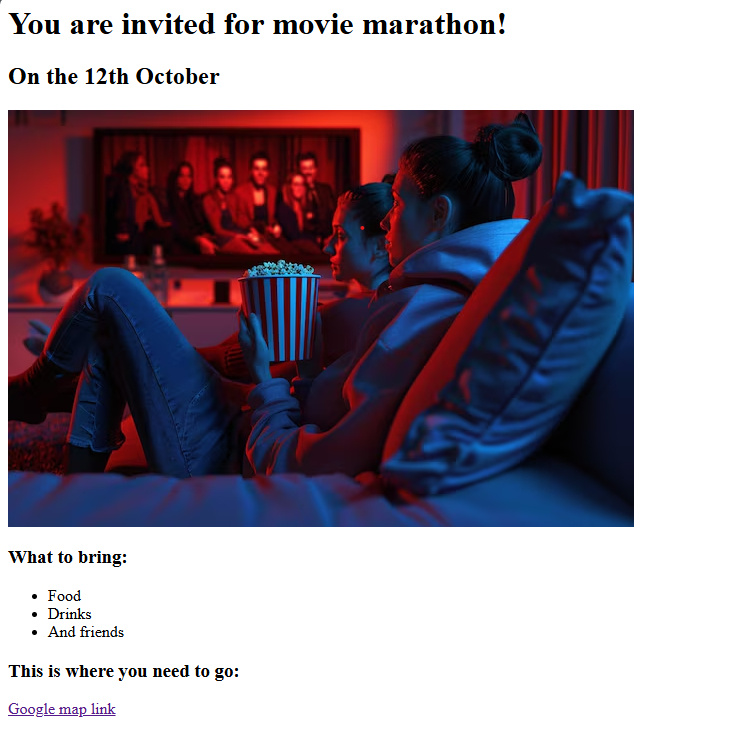 You are invited for movie marathon!
On the 12th October
What to bring:
Food
Drinks
And friends
This is where you need to go:
Google map link